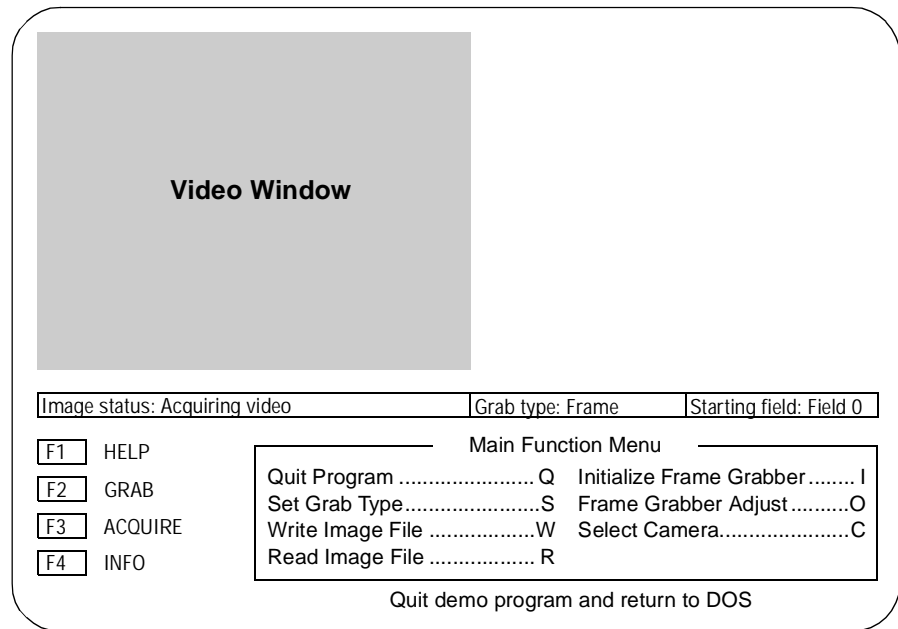 Video Window
Image status: Acquiring video
Grab type: Frame
Starting field: Field 0
F1 HELP
F2 GRAB
F3 ACQUIRE
F4 INFO
Main Function Menu
Quit Program ....................... Q
Set Grab Type.......................S
Write Image File ..................W
Read Image File ................... R
Initialize Frame Grabber ........ I
Frame Grabber Adjust ..........O
Select Camera......................C
Quit demo program and return to DOS